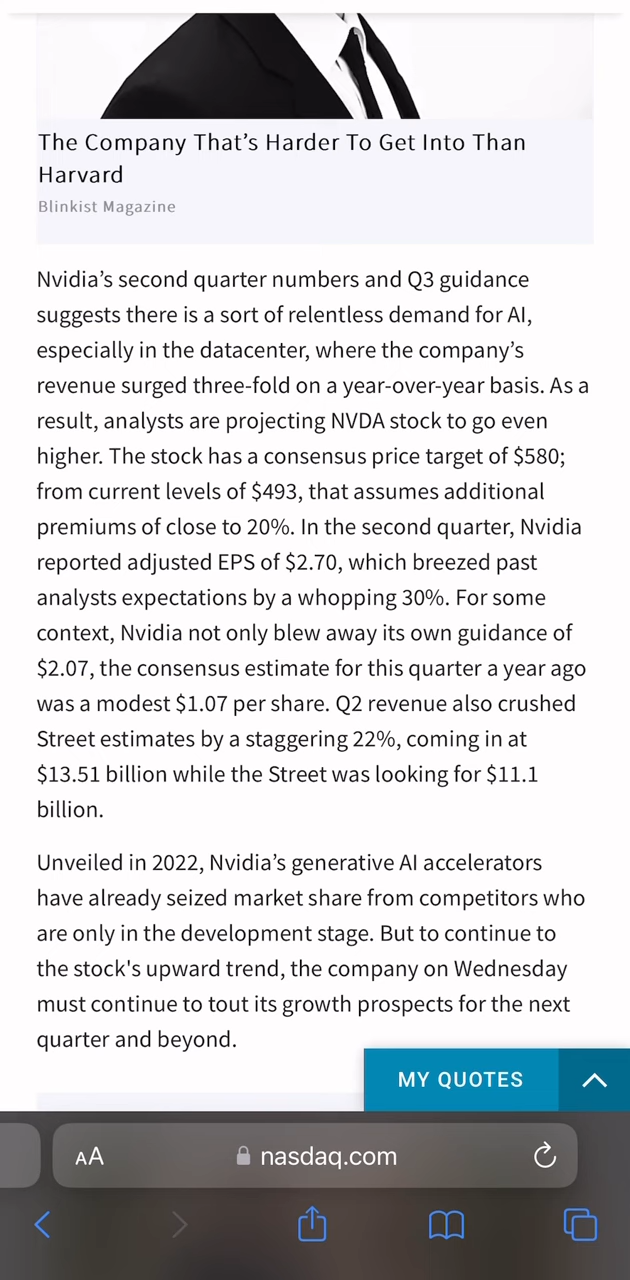 The Company That’s Harder To Get Into Than
Harvard
Blinkist Magazine
Nvidia’s second quarter numbers and Q3 guidance
suggests there is a sort of relentless demand for AI,
especially in the datacenter, where the company’s
revenue surged three-fold on a year-over-year basis. As a
result, analysts are projecting NVDA stock to go even
higher. The stock has a consensus price target of $580;
from current levels of $493, that assumes additional
premiums of close to 20%. In the second quarter, Nvidia
reported adjusted EPS of $2.70, which breezed past
analysts expectations by a whopping 30%. For some
context, Nvidia not only blew away its own guidance of
$2.07, the consensus estimate for this quarter a year ago
was a modest $1.07 per share. Q2 revenue also crushed
Street estimates by a staggering 22%, coming in at
$13.51 billion while the Street was looking for $11.1
billion.
Unveiled in 2022, Nvidia’s generative AI accelerators
have already seized market share from competitors who
are only in the development stage. But to continue to
the stock's upward trend, the company on Wednesday
must continue to tout its growth prospects for the next
quarter and beyond.
MY QUOTES
AA nasdaq.com